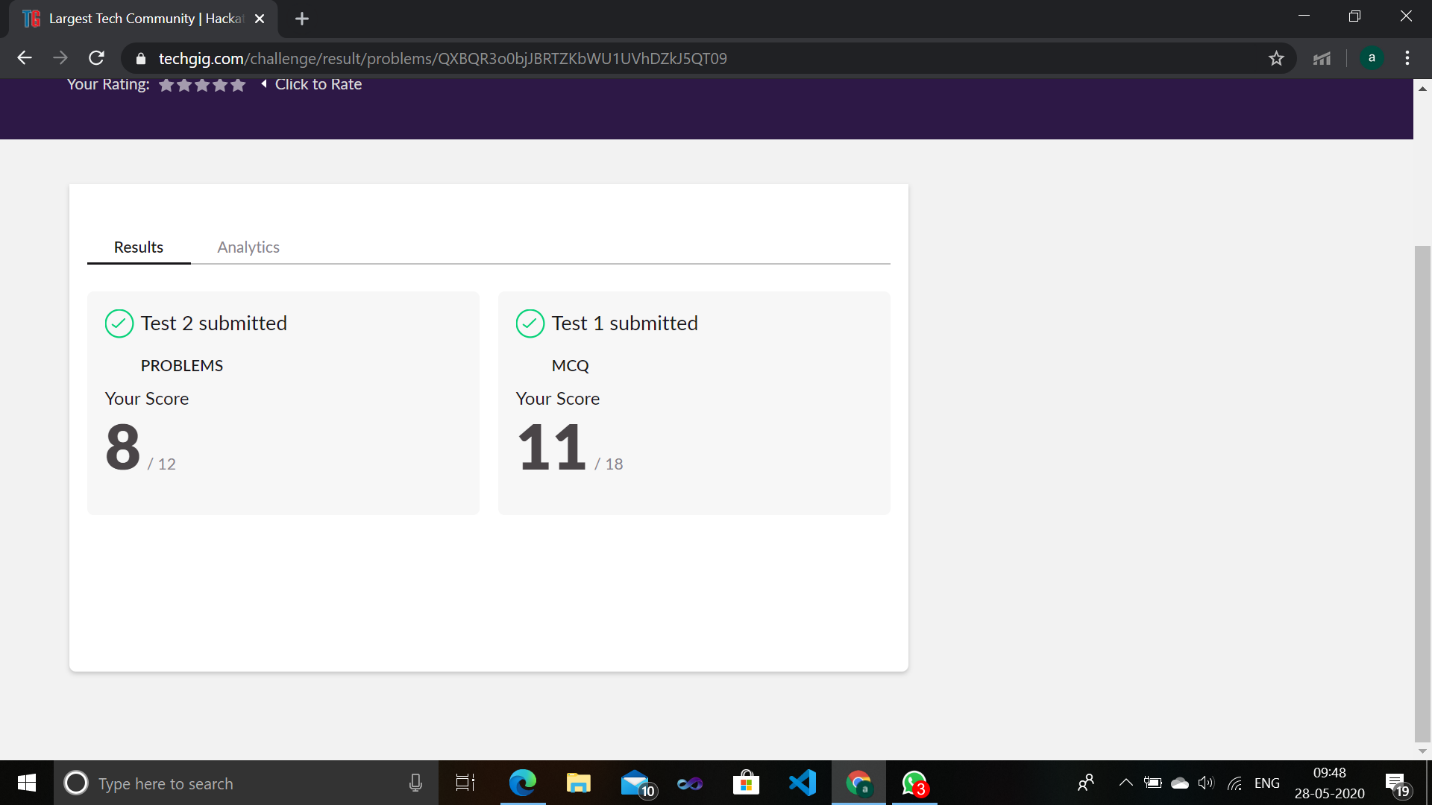 TG Largest Tech Community | Hacka
techgig.com/challenge/result/problems/QXBQR3o0bjJBRTZKbWU1UVhDZkJ5QT09
a
Your Rating: Click to Rate
Results Analytics
Test 2 submitted
PROBLEMS
Your Score
8 / 12
Test 1 submitted
MCQ
Your Score
11 / 18
Type here to search
10
a
3
ENG
09:48
28-05-2020
19